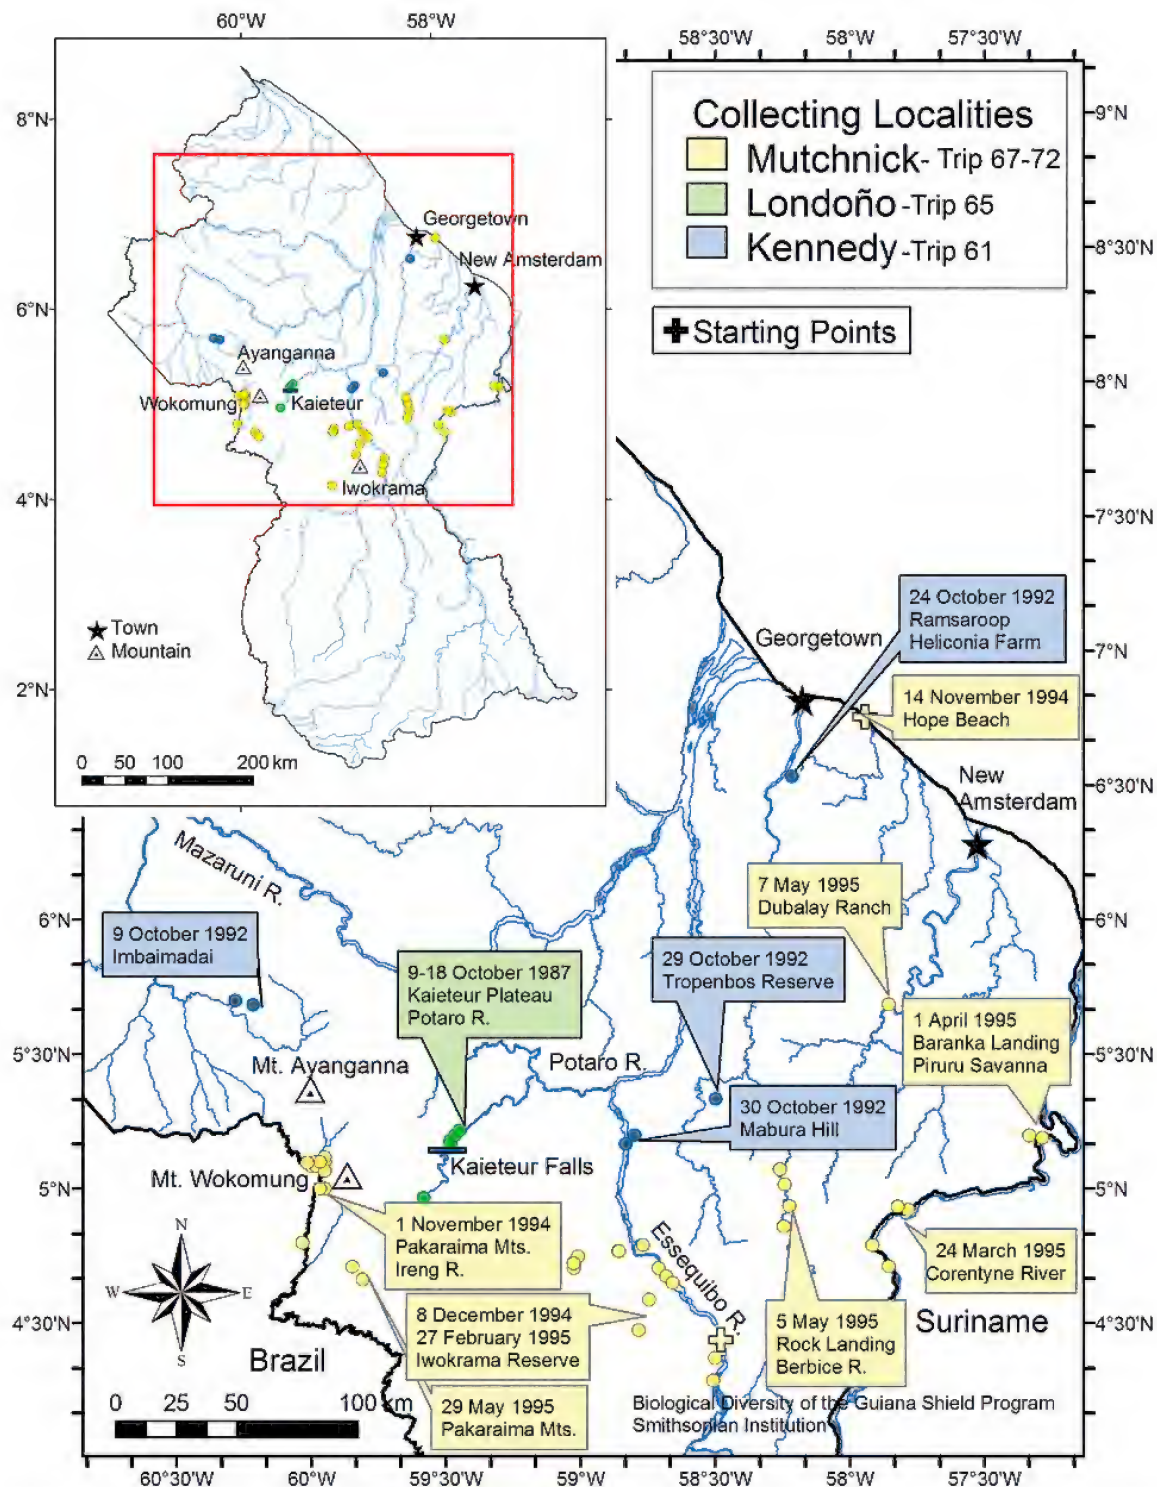 60°W
58°W
8°N
6°N
4°N
2°N
Georgetown
New Amsterdam
Ayanganna
Wokomung
Kaieteur
Iwokrama
Town
Mountain
0 50 100 200 km
58°30'W
58°W
57°30'W
Collecting Localities
Mutchnick- Trip 67-72
Londoño -Trip 65
Kennedy -Trip 61
Starting Points
9°N
8°30'N
8°N
7°30'N
7°N
6°30'N
6°N
5°30'N
5°N
4°30'N
24 October 1992
Ramsaroop
Heliconia Farm
Georgetown
14 November 1994
Hope Beach
New
Amsterdam
Mazaruni R.
7 May 1995
Dubalay Ranch
6°N
9 October 1992
Imbaimadai
9-18 October 1987
Kaieteur Plateau
Potaro R.
29 October 1992
Tropenbos Reserve
1 April 1995
Baranka Landing
Piruru Savanna
5°30'N
Mt. Ayanganna
Potaro R.
30 October 1992
Mabura Hill
Kaieteur Falls
Mt. Wokomung
5°N
1 November 1994
Pakaraima Mts.
Ireng R.
Essequibo R.
24 March 1995
Corentyne River
N
W
E
S
8 December 1994
27 February 1995
Iwokrama Reserve
5 May 1995
Rock Landing
Berbice R.
Suriname
4°30'N
Brazil
29 May 1995
Pakaraima Mts.
0 25 50 100 km
Biological Diversity of the Guiana Shield Program
Smithsonian Institution
60°30'W
60°W
59°30'W
59°W
58°30'W
58°W
57°30'W